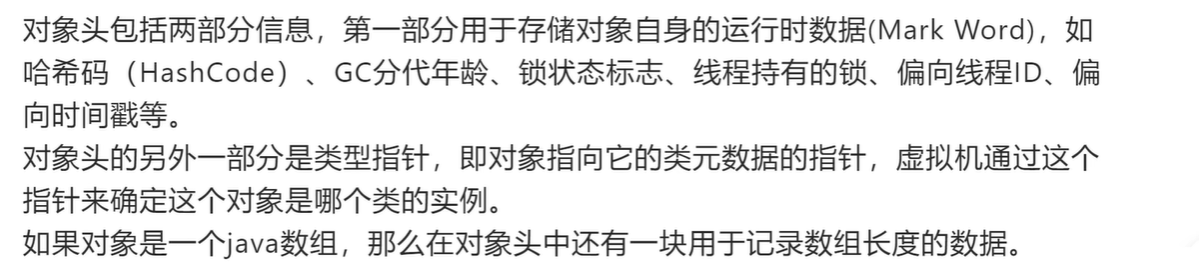 对象头包括两部分信息，第一部分用于存储对象自身的运行时数据(Mark Word)，如
哈希码（HashCode）、GC分代年龄、锁状态标志、线程持有的锁、偏向线程ID、偏
向时间戳等。
对象头的另外一部分是类型指针，即对象指向它的类元数据的指针，虚拟机通过这个
指针来确定这个对象是哪个类的实例。
如果对象是一个java数组，那么在对象头中还有一块用于记录数组长度的数据。